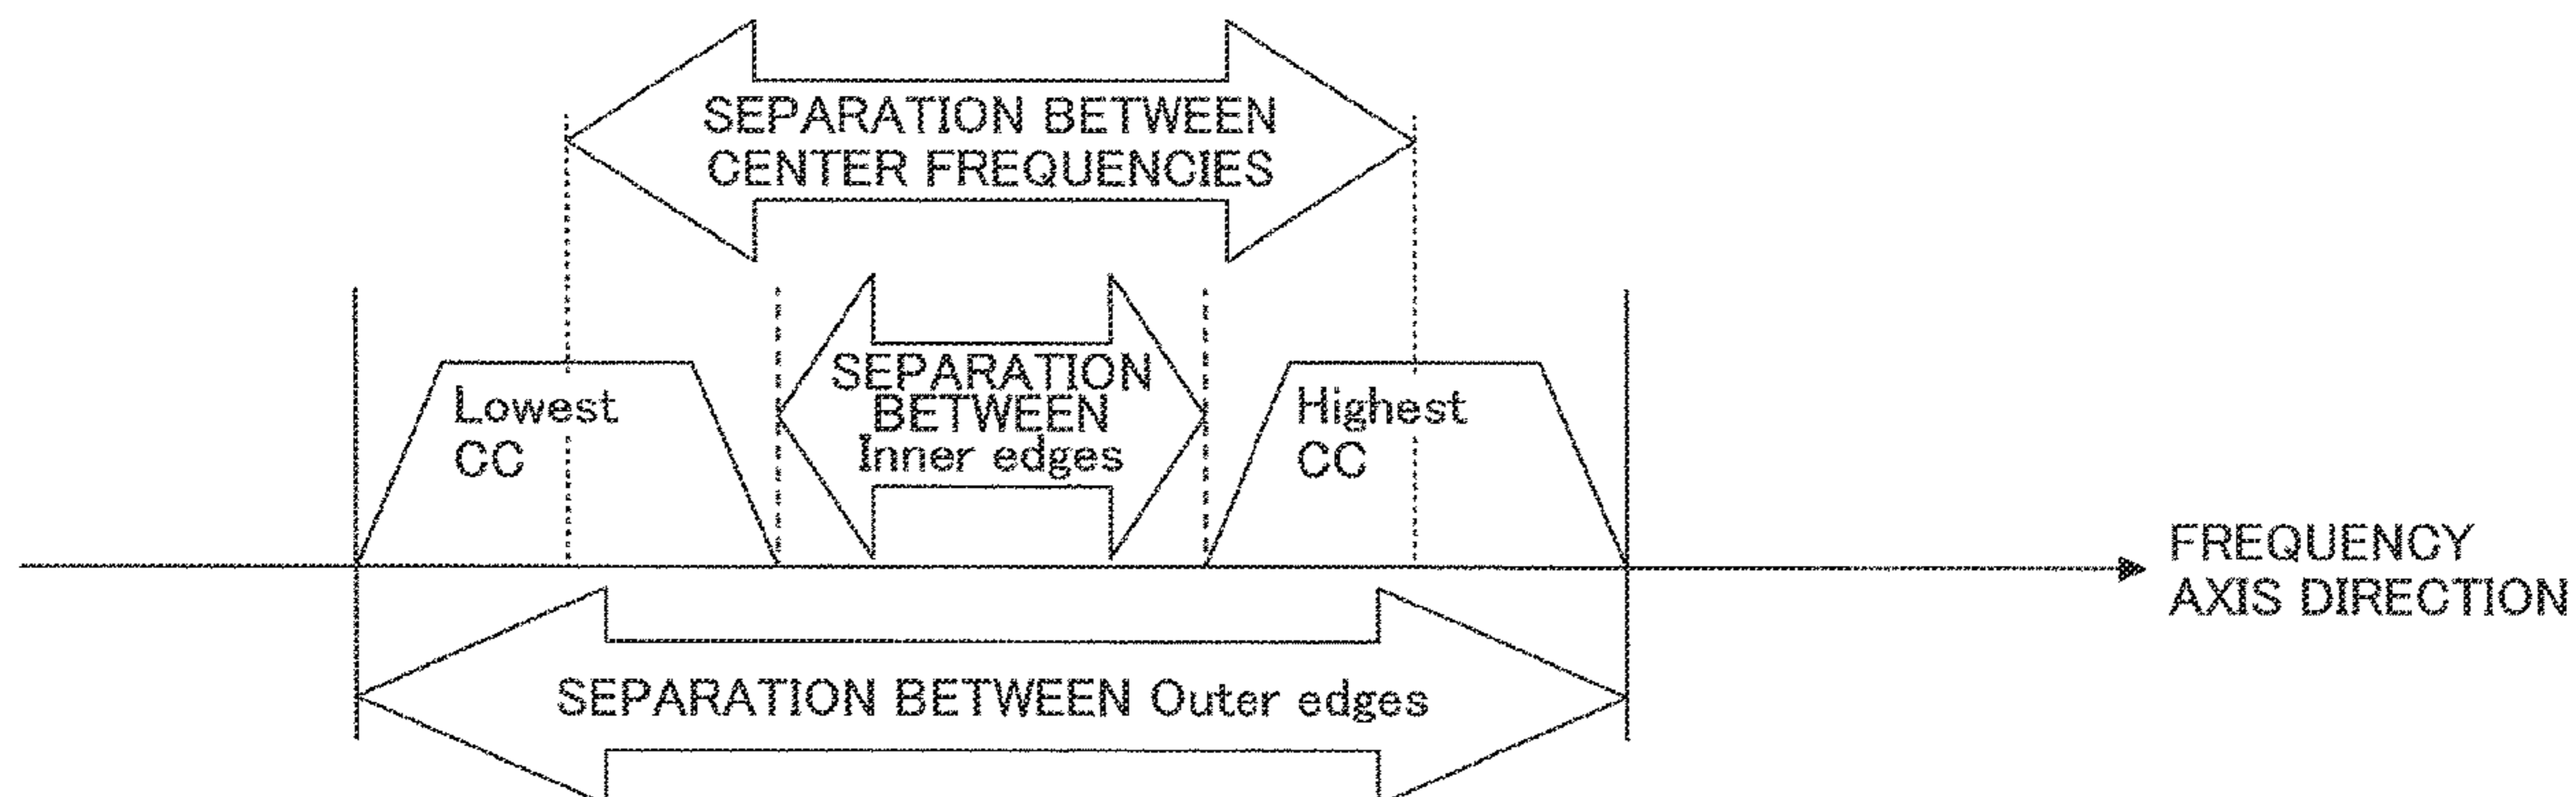 SEPARATION BETWEEN
CENTER FREQUENCIES
SEPARATION
BETWEEN
Inner edges
Lowest
CC
Highest
CC
FREQUENCY
AXIS DIRECTION
SEPARATION BETWEEN Outer edges